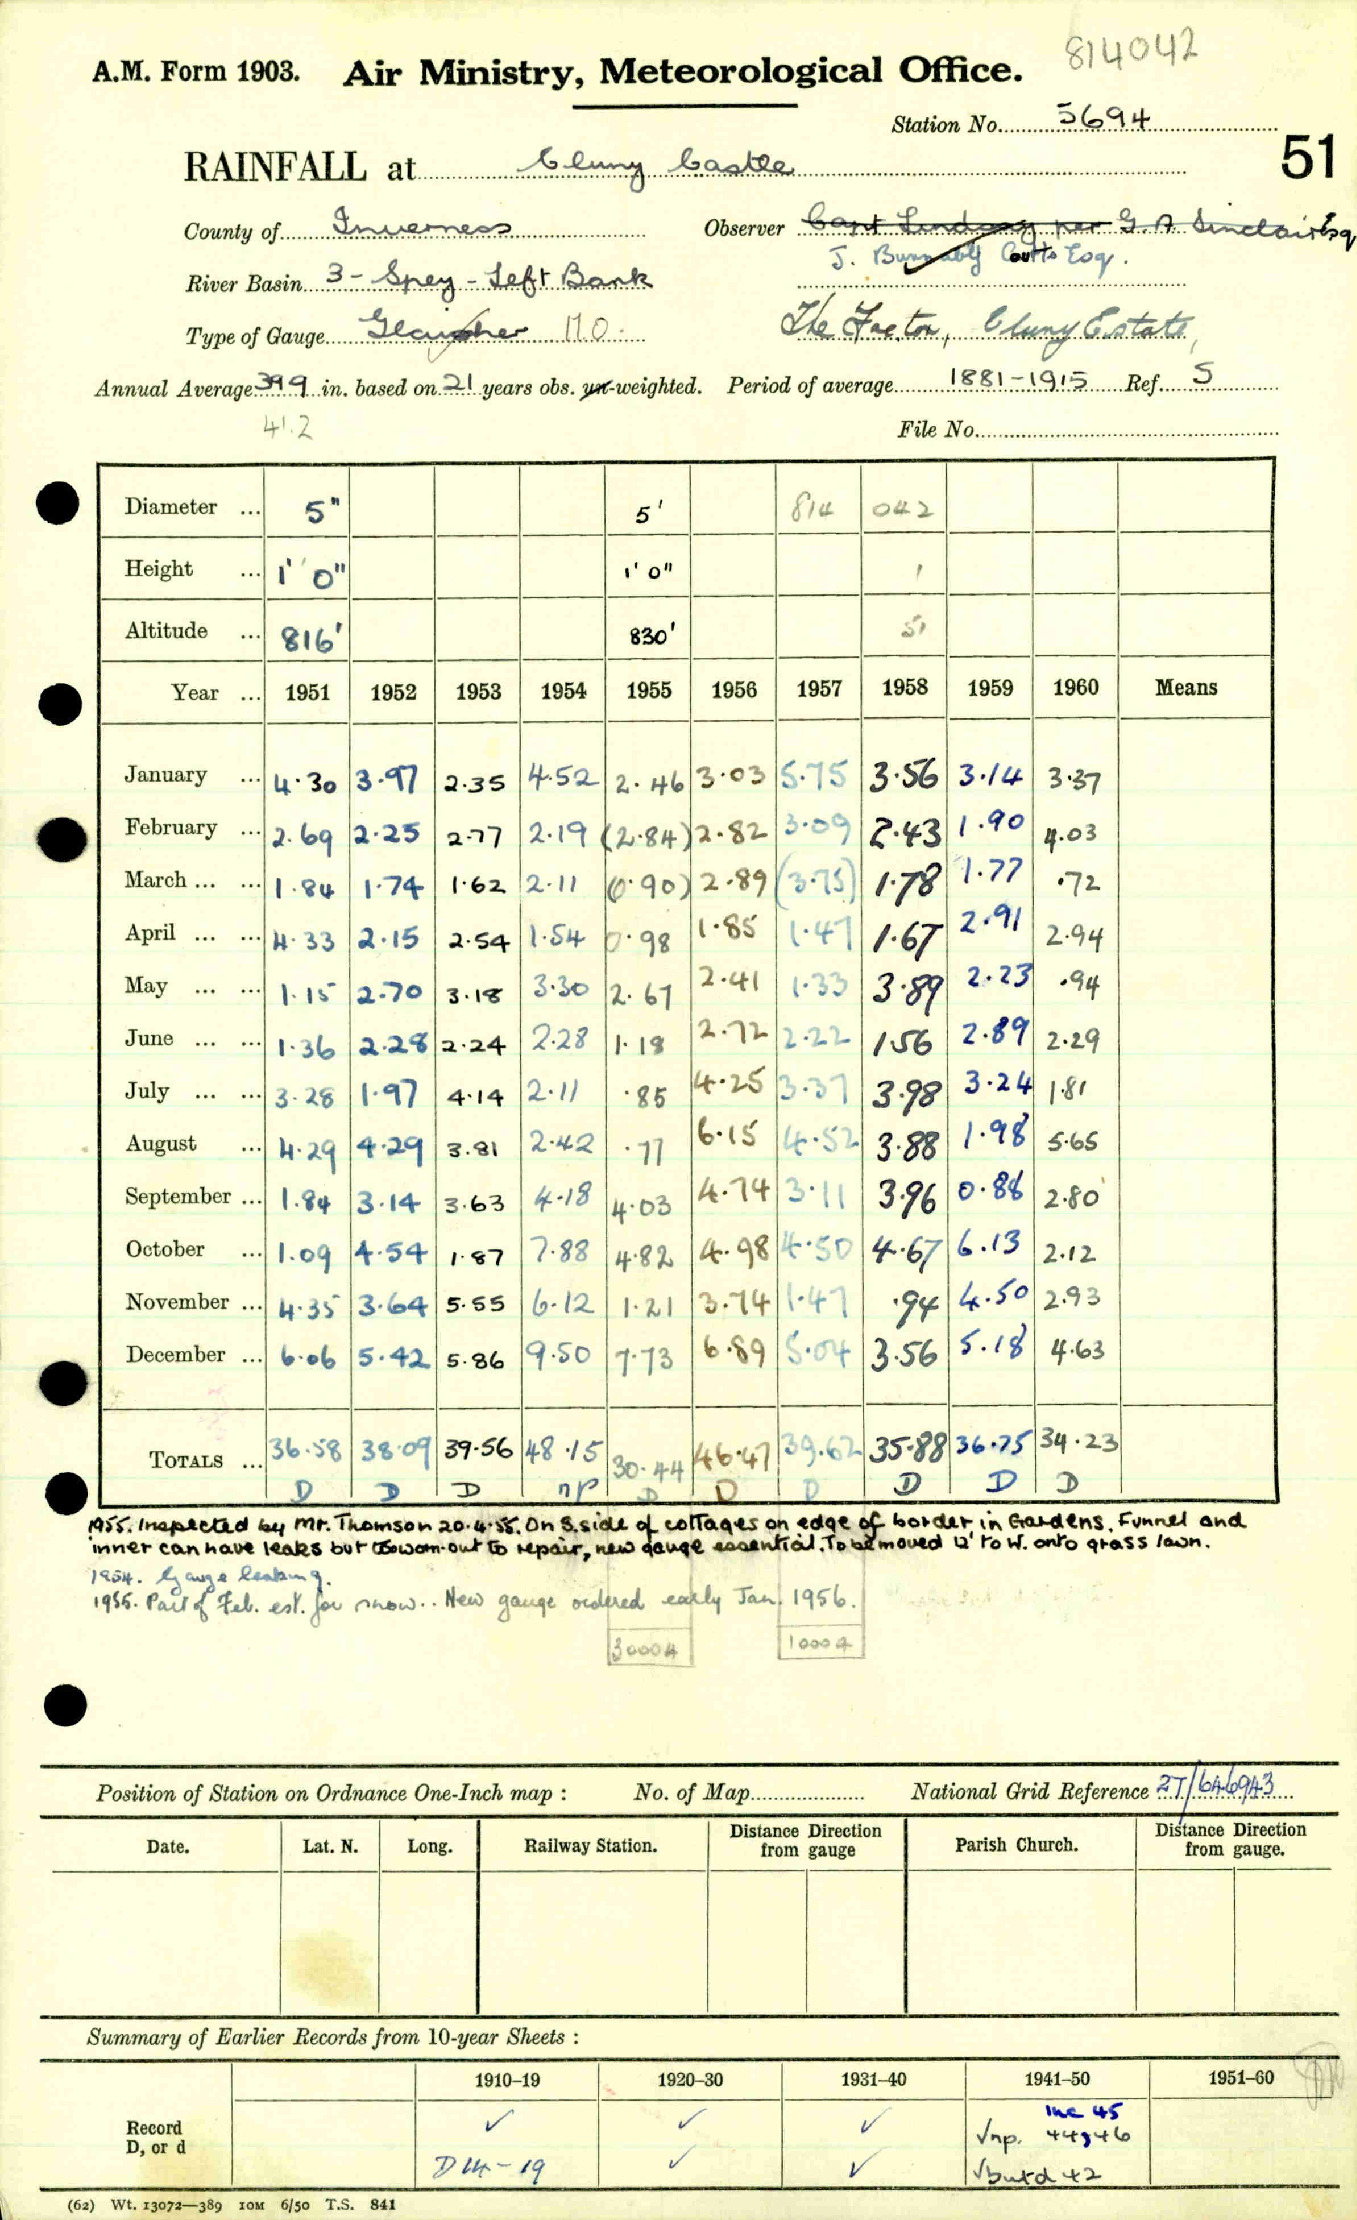 814042
A.M. Form 1903. Air Ministry, Meteorological Office.
Station No. 5694
51
RAINFALL at Cluny Castle
County of Inverness Observer Capt Lindsay per G. A Sinclair Esq
J. Burnably Coutts Esq.
River Basin 3 - Spey - Left Bank
Type of Gauge Glaisher M.O. The Factor, Cluny Estate,
Annual Average 39.9 in. based on 21 years obs. un-weighted. Period of average 1881-1915 Ref. S
41.2
File No.
Diameter ... 5" 5' 814 042
Height ... 1' 0" 1' 0" 1
Altitude ... 816' 830' 51
Year ... 1951 1952 1953 1954 1955 1956 1957 1958 1959 1960 Means
January ... 4.30 3.97 2.35 4.52 2.46 3.03 5.75 3.56 3.14 3.37
February ... 2.69 2.25 2.77 2.19 (2.84) 2.82 3.09 2.43 1.90 4.03
March ... ... 1.84 1.74 1.62 2.11 (0.90) 2.89 (3.75) 1.78 1.77 .72
April ... ... 4.33 2.15 2.54 1.54 0.98 1.85 1.47 1.67 2.91 2.94
May ... ... 1.15 2.70 3.18 3.30 2.67 2.41 1.33 3.89 2.23 .94
June ... ... 1.36 2.28 2.24 2.28 1.18 2.72 2.22 1.56 2.89 2.29
July ... ... 3.28 1.97 4.14 2.11 .85 4.25 3.37 3.98 3.24 1.81
August ... 4.29 4.29 3.81 2.42 .77 6.15 4.52 3.88 1.98 5.65
September ... 1.84 3.14 3.63 4.18 4.03 4.74 3.11 3.96 0.88 2.80
October ... 1.09 4.54 1.87 7.88 4.82 4.98 4.50 4.67 6.13 2.12
November ... 4.35 3.64 5.55 6.12 1.21 3.74 1.47 .94 4.50 2.93
December ... 6.06 5.42 5.86 9.50 7.73 6.89 5.04 3.56 5.18 4.63
TOTALS ... 36.58 38.09 39.56 48.15 30.44 46.47 39.62 35.88 36.75 34.23
D D D np D D D D D D
1955. Inspected by Mr. Thomson 20.4.55. On S. side of cottages on edge of border in Gardens. Funnel and
inner can have leaks but too worn out to repair, new gauge essential. To be moved 12' to W. onto grass lawn.
1954. Gauge leaking.
1955. Part of Feb. est. for snow.. New gauge ordered early Jan. 1956.
30004 10004
Position of Station on Ordnance One-Inch map : No. of Map National Grid Reference 27/646943
Date. Lat. N. Long. Railway Station. Distance Direction from gauge Parish Church. Distance Direction from gauge.
Summary of Earlier Records from 10-year Sheets :
1910–19 1920–30 1931–40 1941–50 1951–60
Record ✓ ✓ ✓ inc 45
D, or d √np. 44,46
D 14-19 ✓ ✓ √but d 42
(62) Wt. 13072—389 10M 6/50 T.S. 841